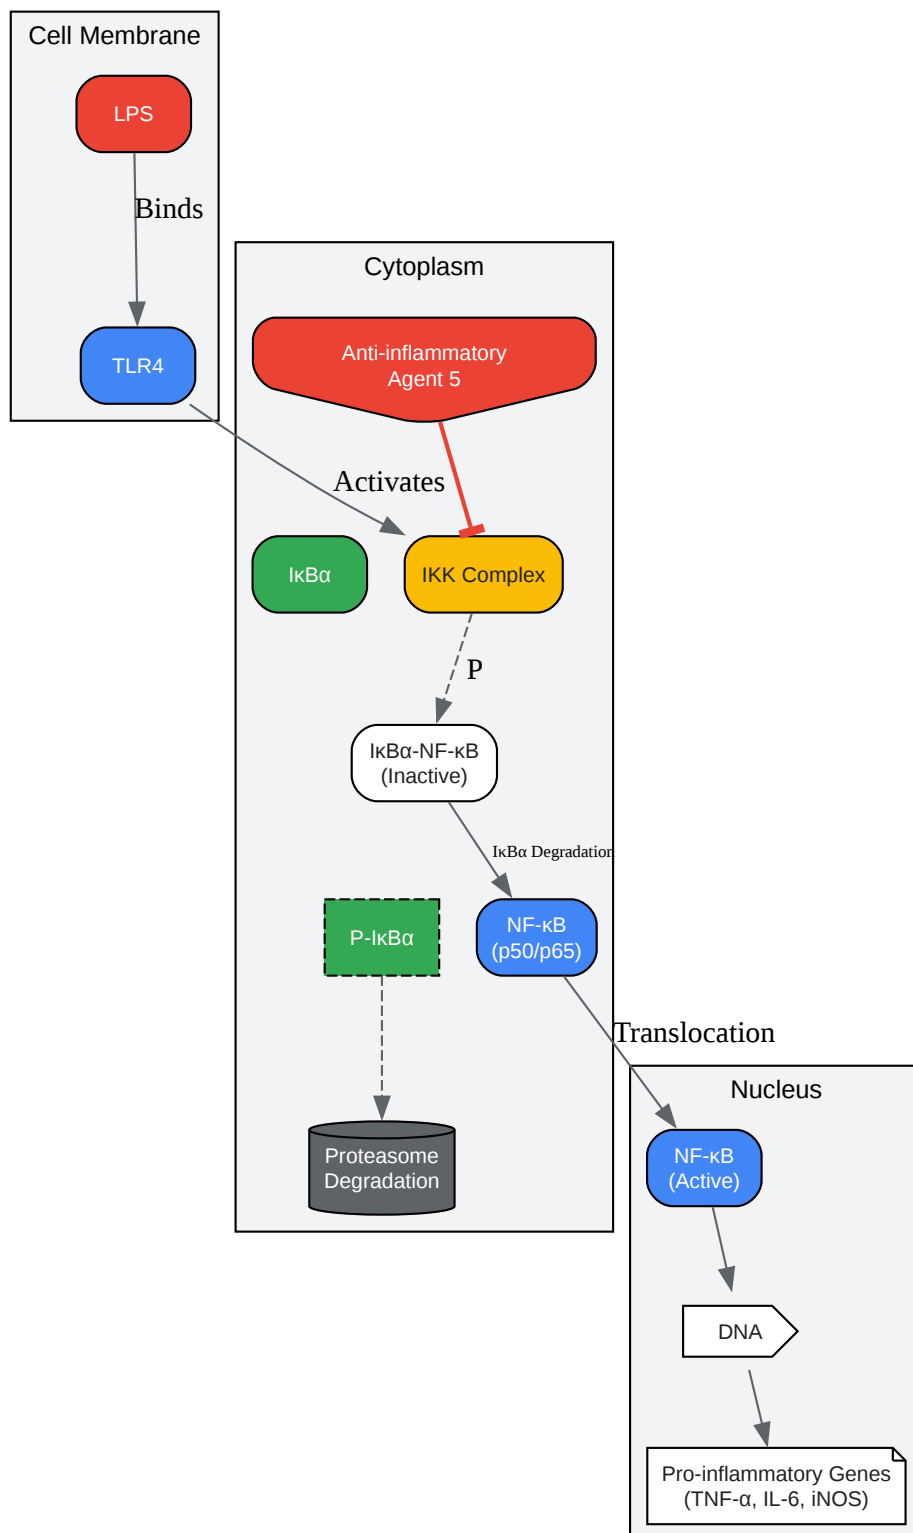 Cell Membrane
LPS
Binds
TLR4
Cytoplasm
Anti-inflammatory
Agent 5
Activates
IκBα
IKK Complex
P
IκBα-NF-κB
(Inactive)
IκBα Degradation
P-IκBα
NF-κB
(p50/p65)
Translocation
Proteasome
Degradation
Nucleus
NF-κB
(Active)
DNA
Pro-inflammatory Genes
(TNF-α, IL-6, iNOS)